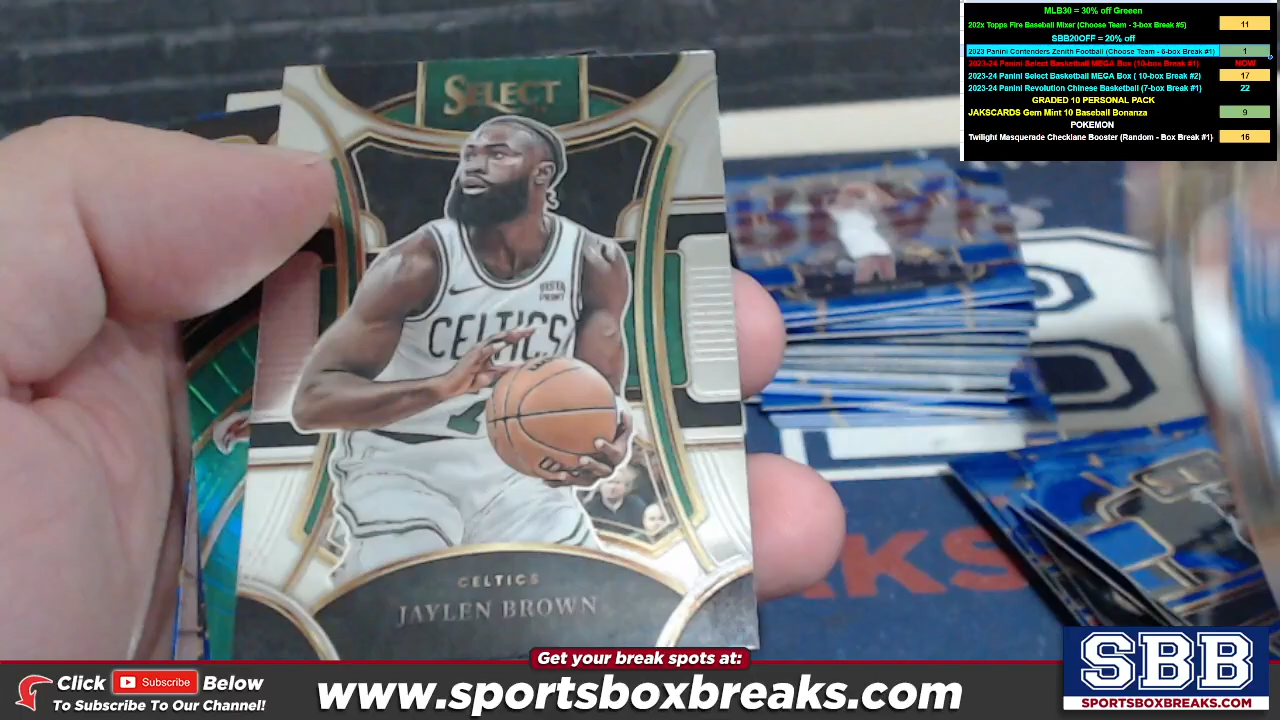 MLB30 = 30% off Greeen
202x Topps Fire Baseball Mixer (Choose Team - 3-box Break #5) 11
SBB20OFF = 20% off
2023 Panini Contenders Zenith Football (Choose Team - 6-box Break #1) 1
2023-24 Panini Select Basketball MEGA Box (10-box Break #1) NOW
2023-24 Panini Select Basketball MEGA Box ( 10-box Break #2) 17
2023-24 Panini Revolution Chinese Basketball (7-box Break #1) 22
GRADED 10 PERSONAL PACK
JAKSCARDS Gem Mint 10 Baseball Bonanza 9
POKEMON
Twilight Masquerade Checklane Booster (Random - Box Break #1) 16
SELECT
vista
PRINT
CELTICS
7
CELTICS
JAYLEN BROWN
AKS
Get your break spots at:
Click Subscribe Below
To Subscribe To Our Channel!
www.sportsboxbreaks.com
SBB
SPORTSBOXBREAKS.COM